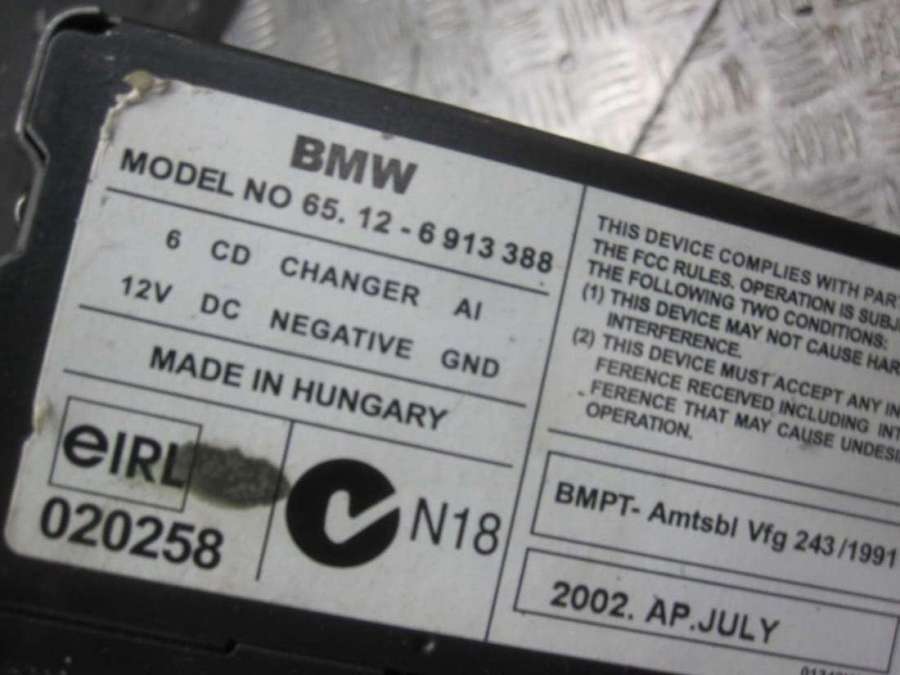 BMW
MODEL NO 65. 12 - 6 913 388
6 CD CHANGER AI
12V DC NEGATIVE GND
MADE IN HUNGARY
eIRL
020258
N18
THIS DEVICE COMPLIES WITH PART
THE FCC RULES. OPERATION IS SUBJ
THE FOLLOWING TWO CONDITIONS:
(1) THIS DEVICE MAY NOT CAUSE HAR
INTERFERENCE.
(2) THIS DEVICE MUST ACCEPT ANY IN
FERENCE RECEIVED INCLUDING INT
FERENCE THAT MAY CAUSE UNDESI
OPERATION.
BMPT- Amtsbl Vfg 243/1991
2002. AP.JULY